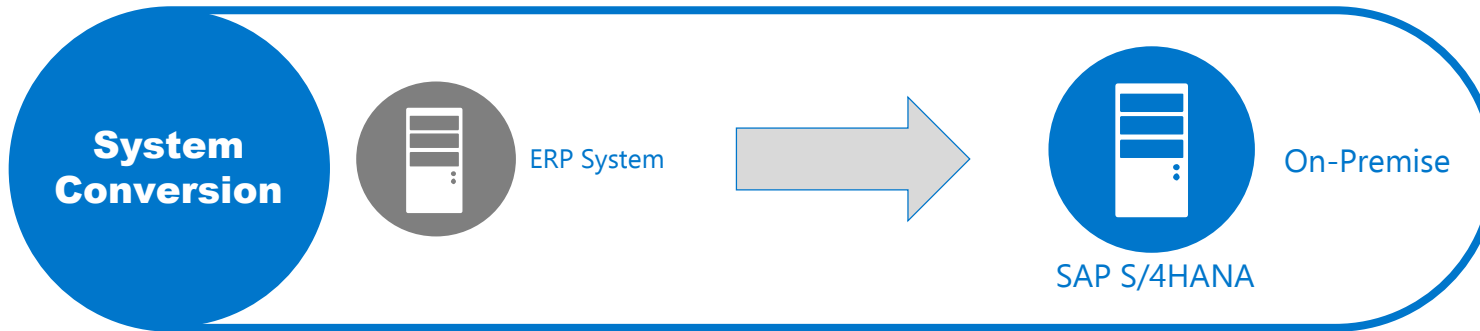 System
Conversion
ERP System
On-Premise
SAP S/4HANA